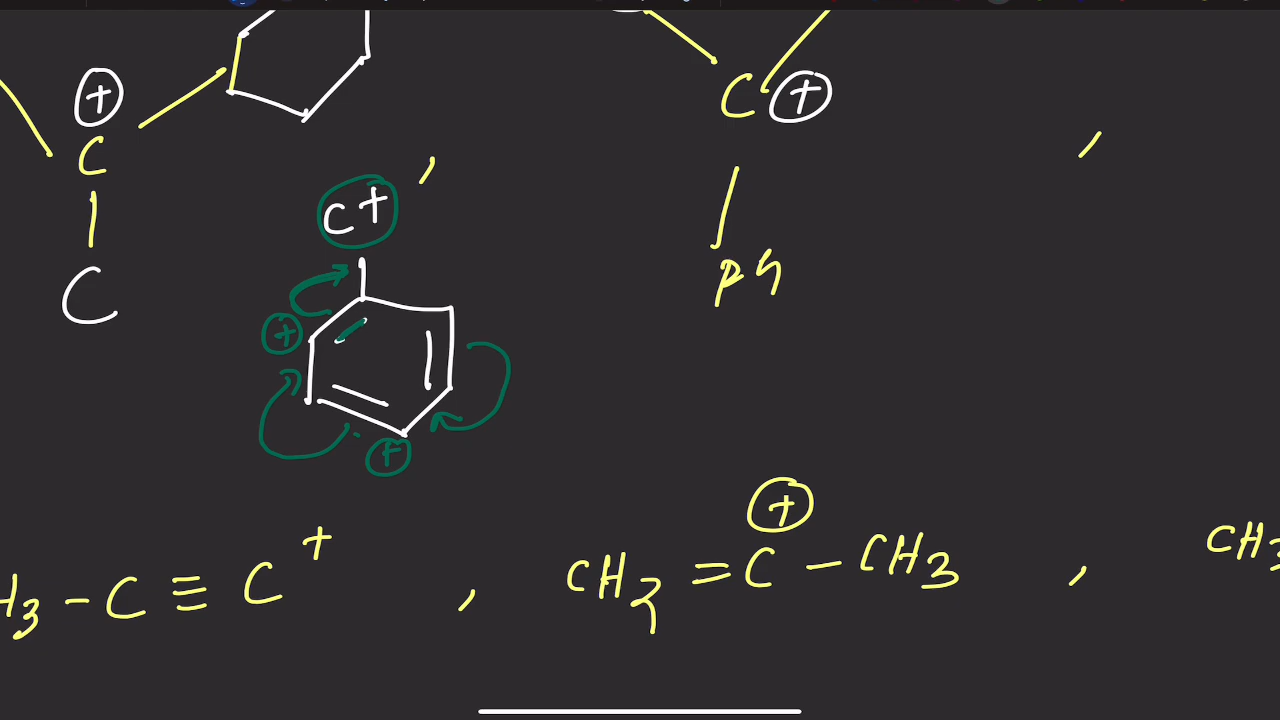 ⊕
C
C
C ⊕
Ph
,
,
C+
⊕
⊕
H3 - C ≡ C+ , CH2 = C⊕ - CH3 , CH3